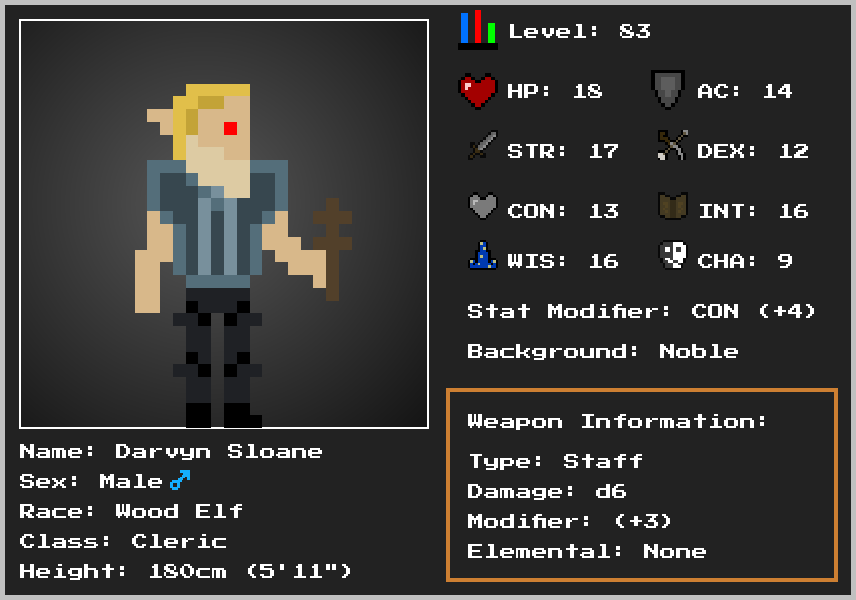 Level: 83
HP: 18 AC: 14
STR: 17 DEX: 12
CON: 13 INT: 16
WIS: 16 CHA: 9
Stat Modifier: CON (+4)
Background: Noble
Weapon Information:
Type: Staff
Damage: d6
Modifier: (+3)
Elemental: None
Name: Darvyn Sloane
Sex: Male♂
Race: Wood Elf
Class: Cleric
Height: 180cm (5'11")